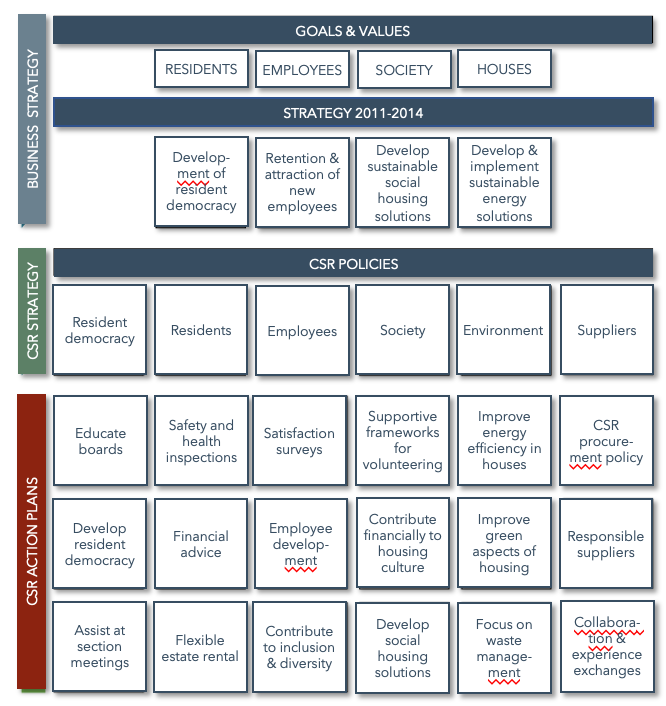 BUSINESS STRATEGY
GOALS & VALUES
RESIDENTS
EMPLOYEES
SOCIETY
HOUSES
STRATEGY 2011-2014
Develop-
ment of
resident
democracy
Retention &
attraction of
new
employees
Develop
sustainable
social
housing
solutions
Develop &
implement
sustainable
energy
solutions
CSR STRATEGY
CSR POLICIES
Resident
democracy
Residents
Employees
Society
Environment
Suppliers
CSR ACTION PLANS
Educate
boards
Safety and
health
inspections
Satisfaction
surveys
Supportive
frameworks
for
volunteering
Improve
energy
efficiency in
houses
CSR
procure-
ment policy
Develop
resident
democracy
Financial
advice
Employee
develop-
ment
Contribute
financially to
housing
culture
Improve
green
aspects of
housing
Responsible
suppliers
Assist at
section
meetings
Flexible
estate rental
Contribute
to inclusion
& diversity
Develop
social
housing
solutions
Focus on
waste
manage-
ment
Collabora-
tion &
experience
exchanges